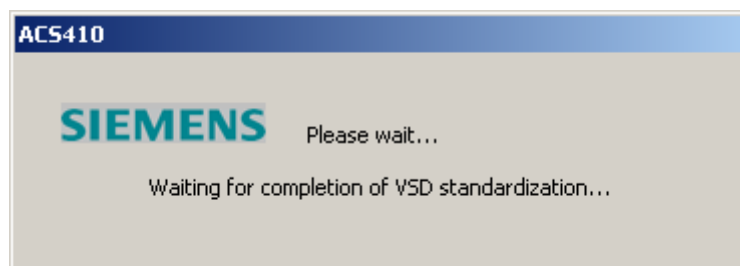 ACS410
SIEMENS Please wait...
Waiting for completion of VSD standardization...